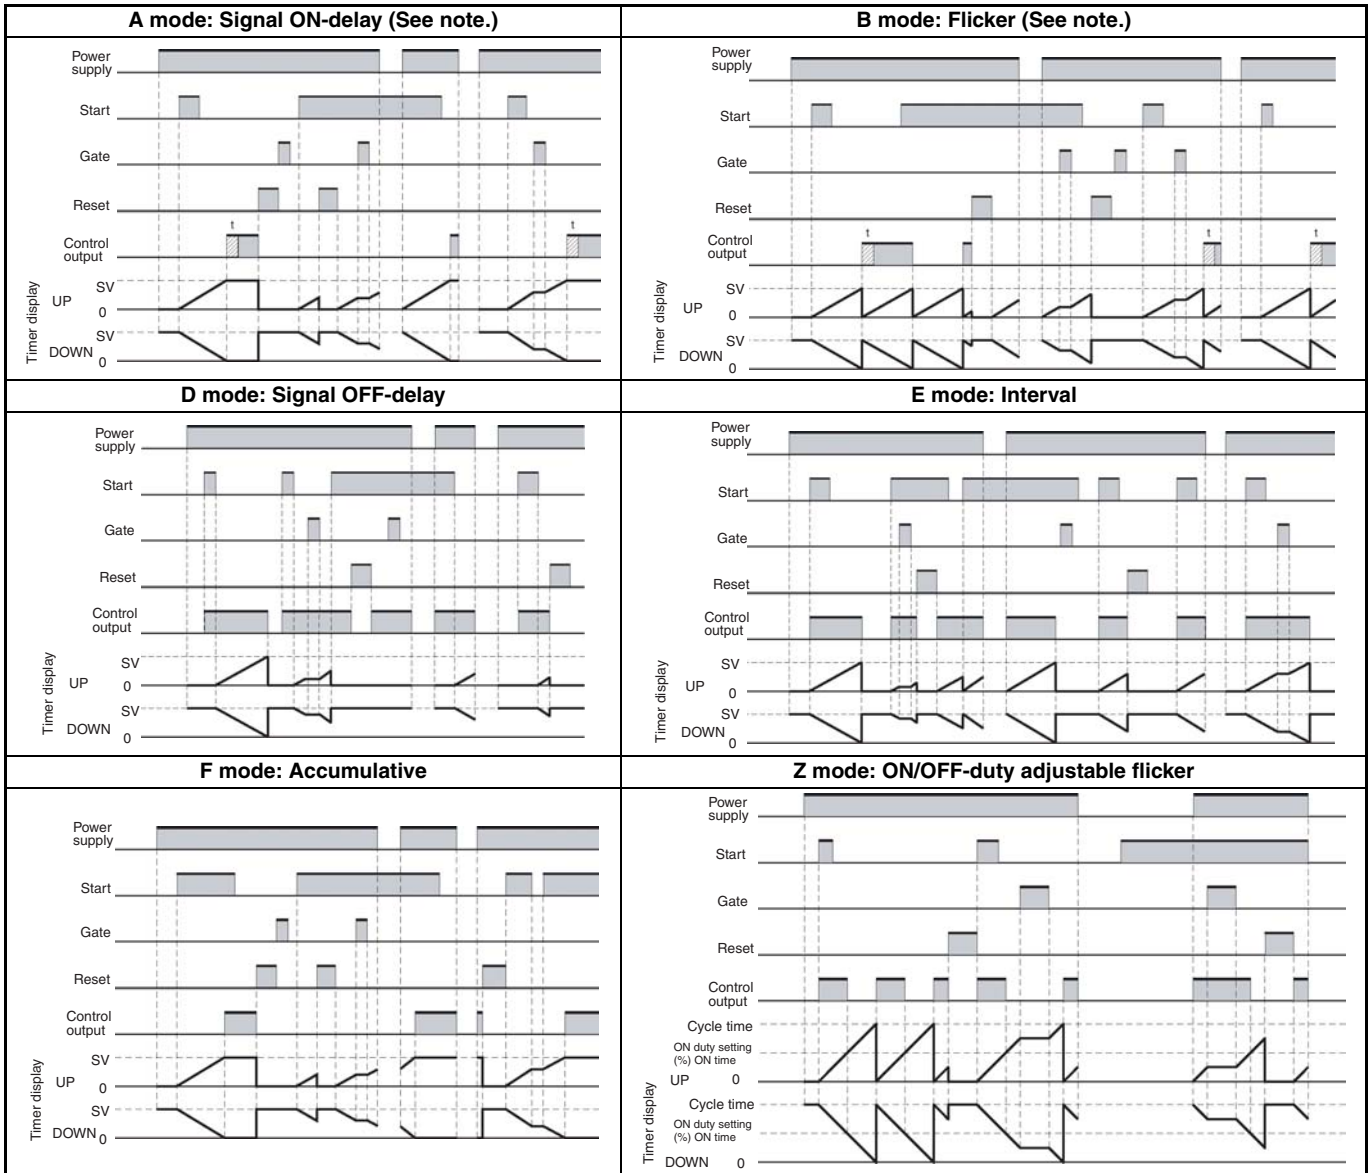 A mode: Signal ON-delay (See note.)
Power
supply
Start
Gate
Reset
t
t
Control
output
Timer display
SV
UP
0
SV
DOWN
0
B mode: Flicker (See note.)
Power
supply
Start
Gate
Reset
t
t
t
Control
output
Timer display
SV
UP
0
SV
DOWN
0
D mode: Signal OFF-delay
Power
supply
Start
Gate
Reset
Control
output
Timer display
SV
UP
0
SV
DOWN
0
E mode: Interval
Power
supply
Start
Gate
Reset
Control
output
Timer display
SV
UP
0
SV
DOWN
0
F mode: Accumulative
Power
supply
Start
Gate
Reset
Control
output
Timer display
SV
UP
0
SV
DOWN
0
Z mode: ON/OFF-duty adjustable flicker
Power
supply
Start
Gate
Reset
Control
output
Timer display
Cycle time
ON duty setting
(%) ON time
UP
0
Cycle time
ON duty setting
(%) ON time
DOWN
0